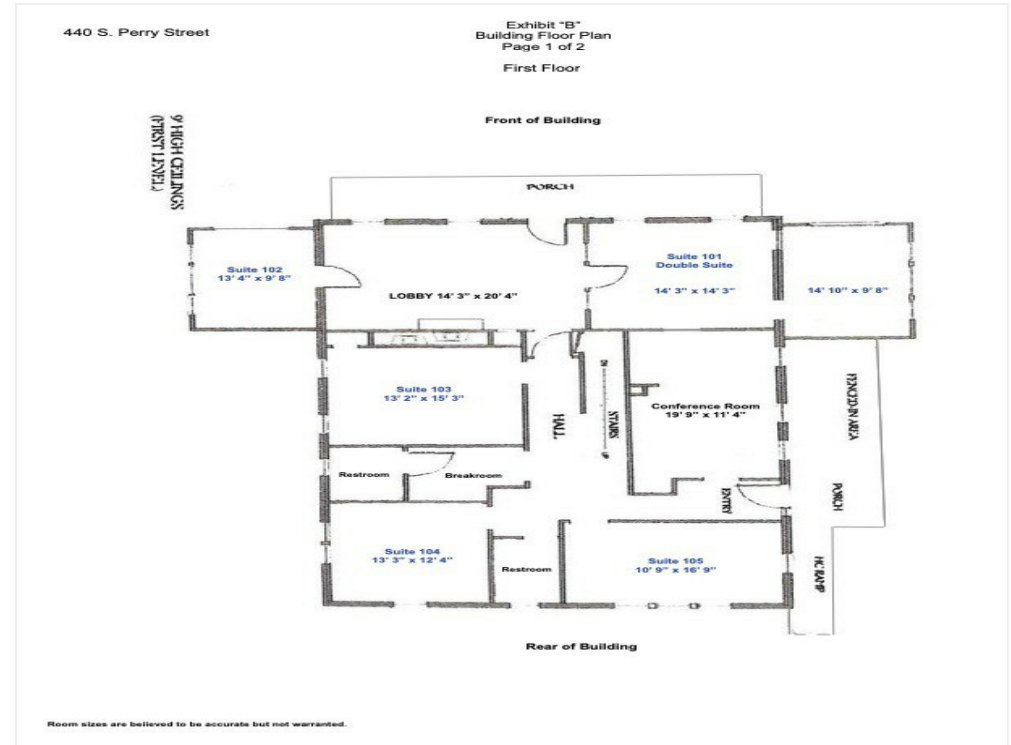 440 S. Perry Street
Exhibit "B"
Building Floor Plan
Page 1 of 2
First Floor
Front of Building
9' HIGH CEILINGS
(FIRST LEVEL)
PORCH
Suite 102
13' 4" x 9' 8"
LOBBY 14' 3" x 20' 4"
Suite 101
Double Suite
14' 3" x 14' 3"
14' 10" x 9' 8"
Suite 103
13' 2" x 15' 3"
HALL
STAIRS
UP
Conference Room
19' 9" x 11' 4"
FENCED-IN AREA
Restroom
Breakroom
ENTRY
PORCH
Suite 104
13' 3" x 12' 4"
Restroom
Suite 105
10' 9" x 16' 9"
HC RAMP
Rear of Building
Room sizes are believed to be accurate but not warranted.